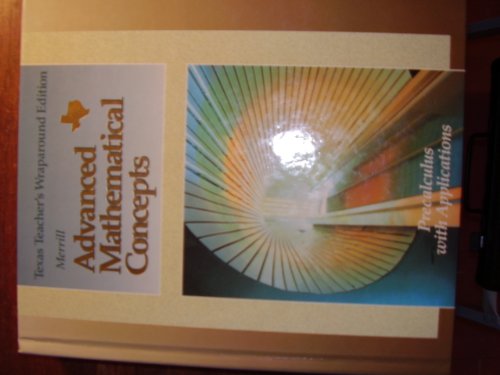 Texas Teacher's Wraparound Edition
Merrill
Advanced
Mathematical
Concepts
Precalculus
with Applications